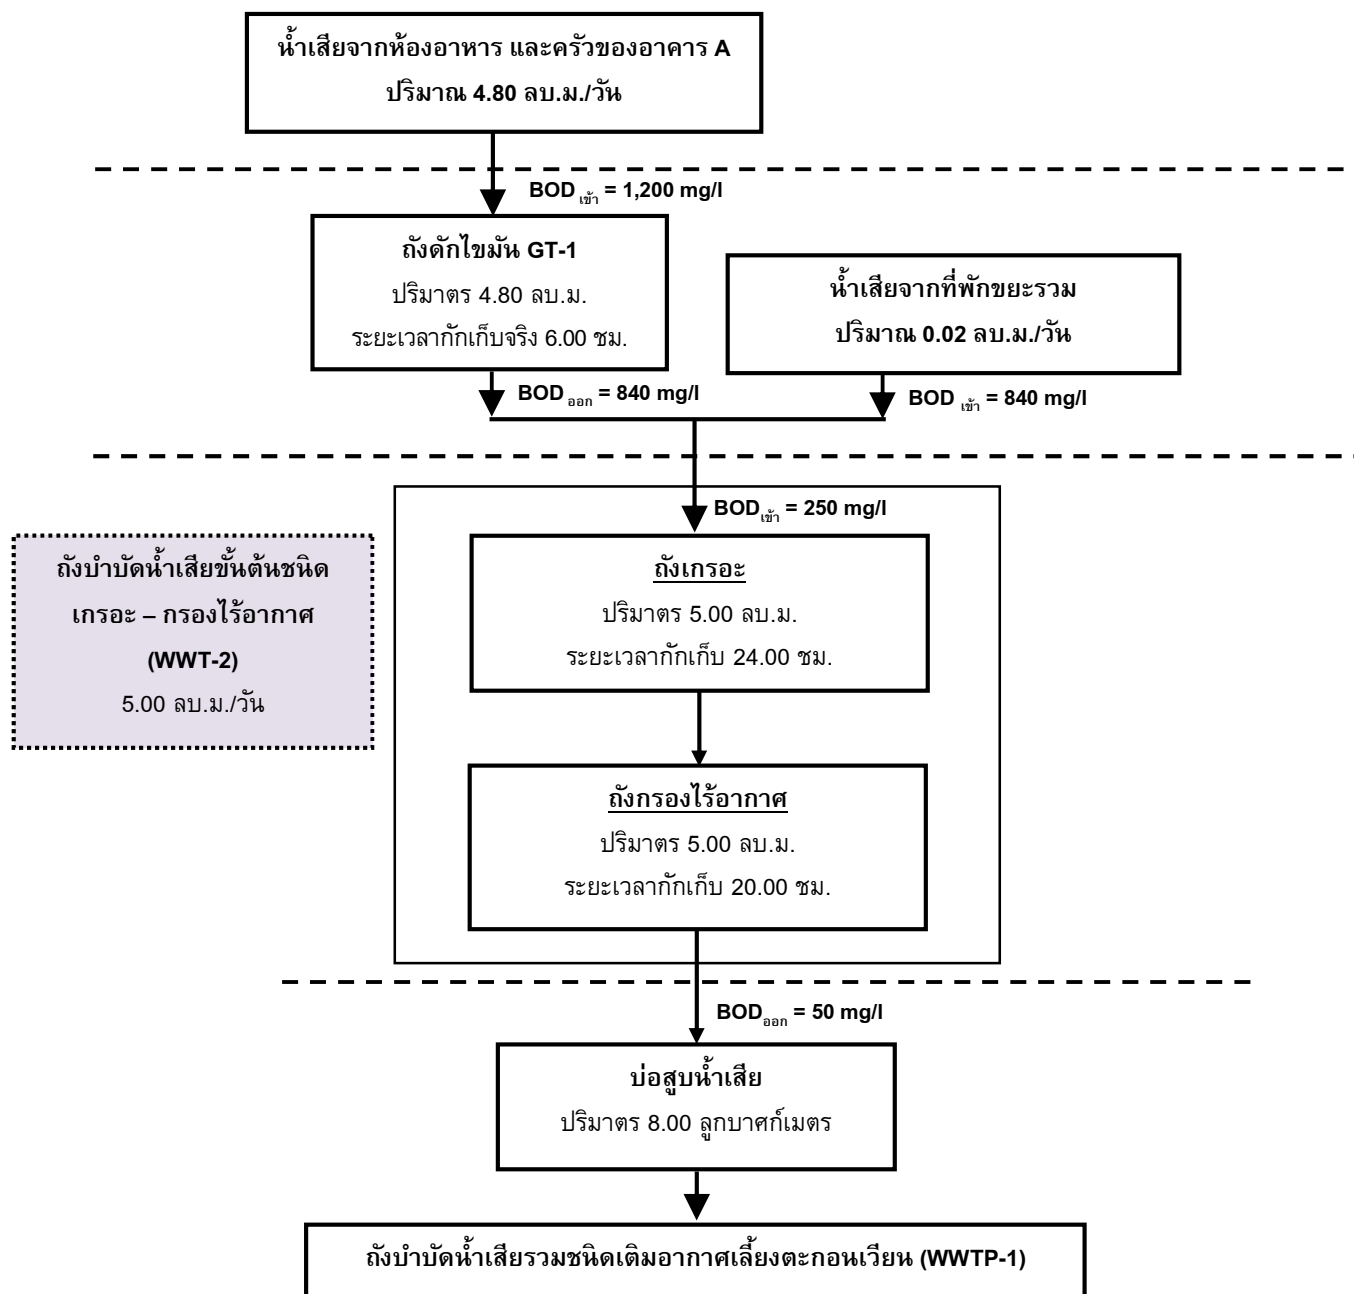 น้ำเสียจากห้องอาหาร และครัวของอาคาร A
ปริมาณ 4.80 ลบ.ม./วัน
BOD เข้า = 1,200 mg/l
ถังดักไขมัน GT-1
ปริมาตร 4.80 ลบ.ม.
ระยะเวลากักเก็บจริง 6.00 ชม.
น้ำเสียจากที่พักขยะรวม
ปริมาณ 0.02 ลบ.ม./วัน
BOD ออก = 840 mg/l
BOD เข้า = 840 mg/l
BODเข้า = 250 mg/l
ถังบำบัดน้ำเสียขั้นต้นชนิด
เกรอะ – กรองไร้อากาศ
(WWT-2)
5.00 ลบ.ม./วัน
ถังเกรอะ
ปริมาตร 5.00 ลบ.ม.
ระยะเวลากักเก็บ 24.00 ชม.
ถังกรองไร้อากาศ
ปริมาตร 5.00 ลบ.ม.
ระยะเวลากักเก็บ 20.00 ชม.
BODออก = 50 mg/l
บ่อสูบน้ำเสีย
ปริมาตร 8.00 ลูกบาศก์เมตร
ถังบำบัดน้ำเสียรวมชนิดเติมอากาศเลี้ยงตะกอนเวียน (WWTP-1)